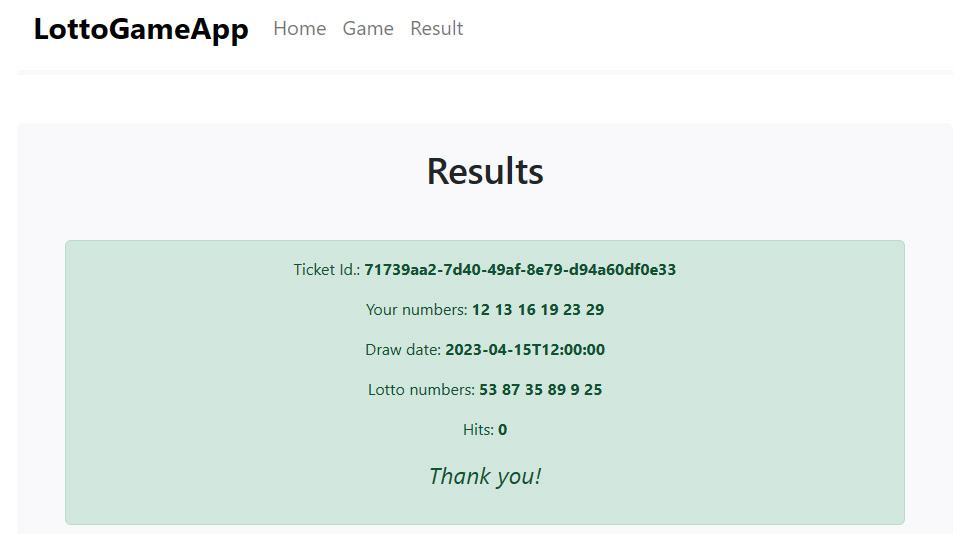 LottoGameApp Home Game Result
Results
Ticket Id.: 71739aa2-7d40-49af-8e79-d94a60df0e33
Your numbers: 12 13 16 19 23 29
Draw date: 2023-04-15T12:00:00
Lotto numbers: 53 87 35 89 9 25
Hits: 0
Thank you!